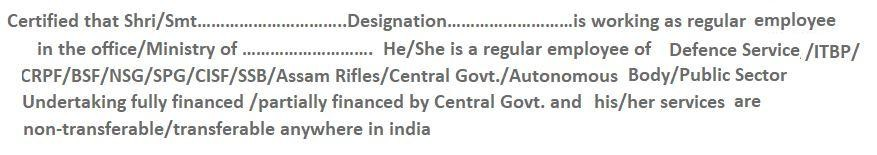 Certified that Shri/Smt................................Designation...........................is working as regular employee
in the office/Ministry of ............................ He/She is a regular employee of Defence Service /ITBP/
CRPF/BSF/NSG/SPG/CISF/SSB/Assam Rifles/Central Govt./Autonomous Body/Public Sector
Undertaking fully financed /partially financed by Central Govt. and his/her services are
non-transferable/transferable anywhere in india